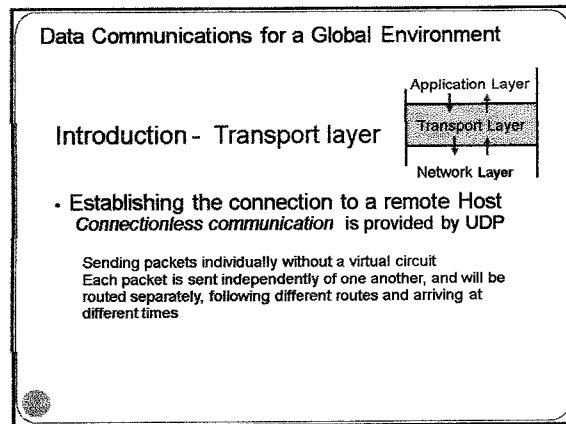 Data Communications for a Global Environment
Application Layer
Transport Layer
Network Layer
Introduction - Transport layer
• Establishing the connection to a remote Host
Connectionless communication is provided by UDP
Sending packets individually without a virtual circuit
Each packet is sent independently of one another, and will be
routed separately, following different routes and arriving at
different times